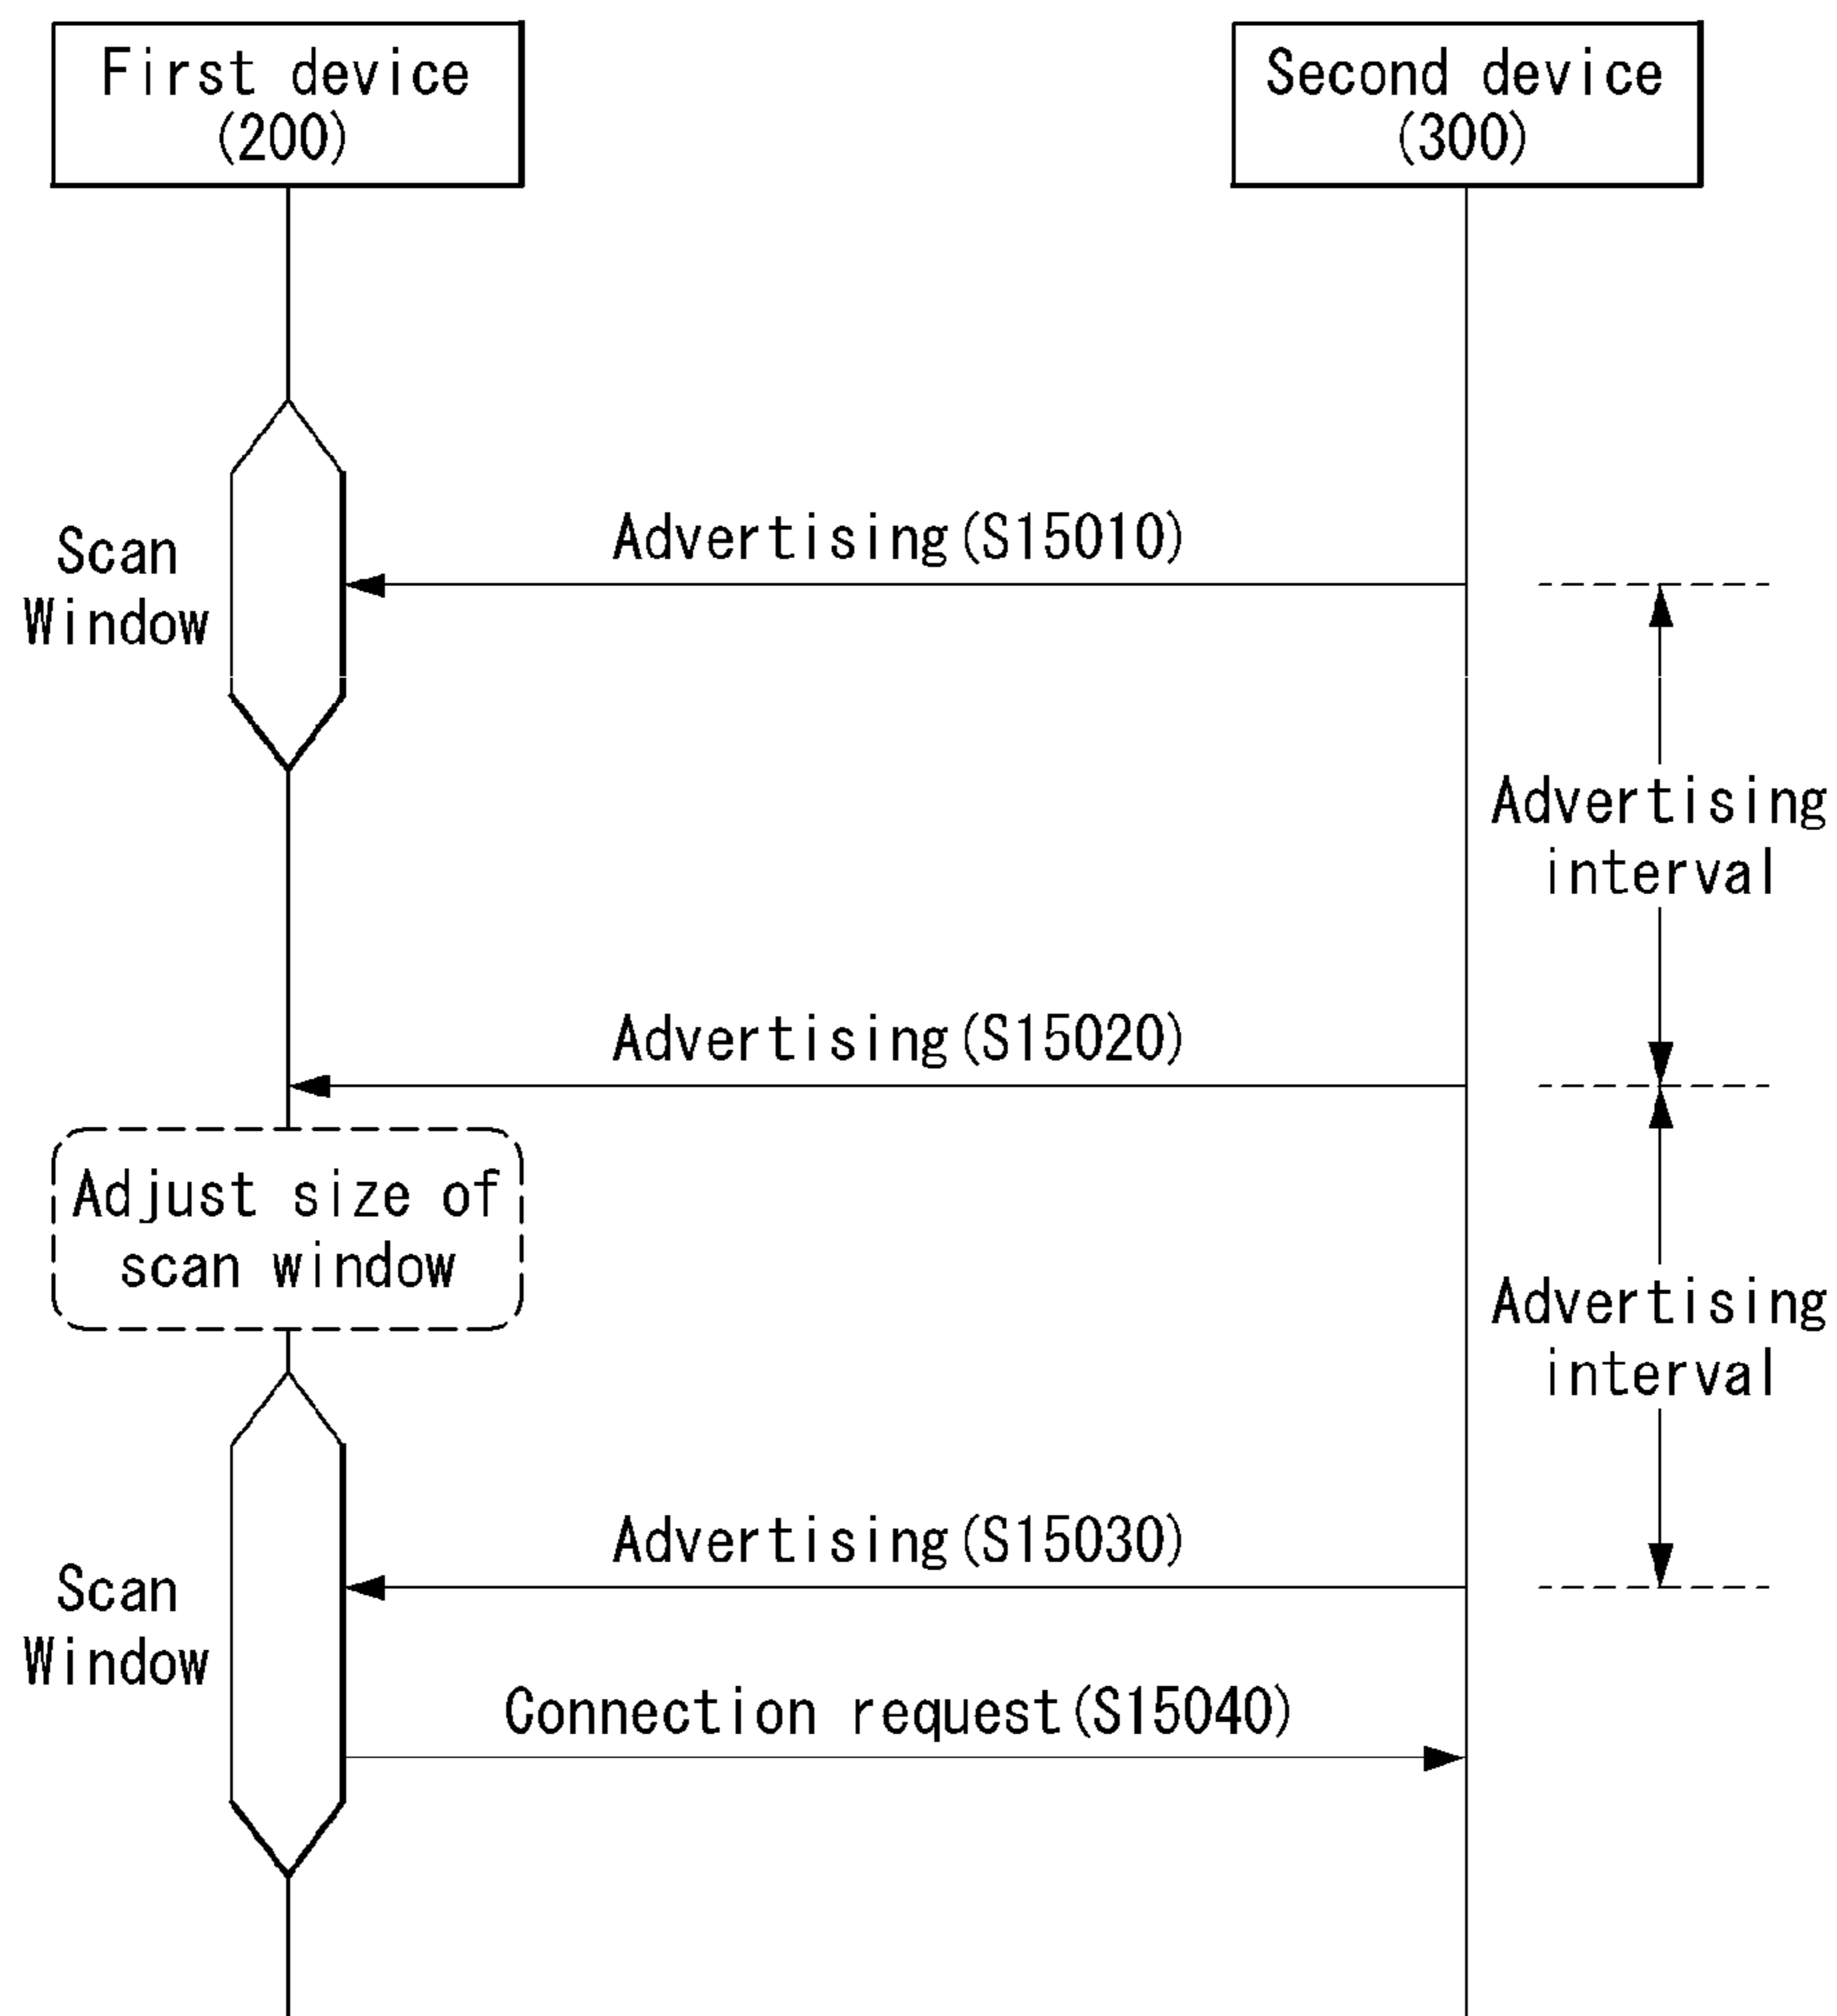 First device
(200)
Second device
(300)
Advertising(S15010)
Scan
Window
Advertising
interval
Advertising(S15020)
Adjust size of
scan window
Advertising
interval
Advertising(S15030)
Scan
Window
Connection request(S15040)